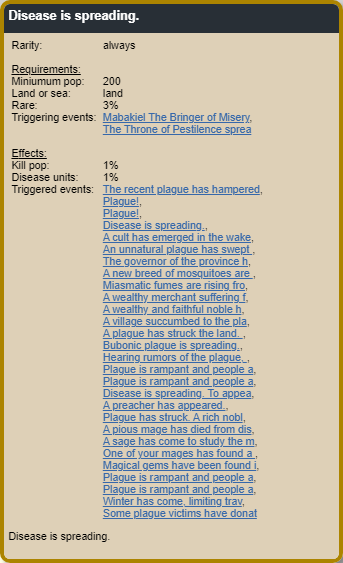 Disease is spreading.
Rarity: always
Requirements:
Miniumum pop: 200
Land or sea: land
Rare: 3%
Triggering events: Mabakiel The Bringer of Misery,
The Throne of Pestilence sprea
Effects:
Kill pop: 1%
Disease units: 1%
Triggered events: The recent plague has hampered,
Plague!,
Plague!,
Disease is spreading.,
A cult has emerged in the wake,
An unnatural plague has swept ,
The governor of the province h,
A new breed of mosquitoes are ,
Miasmatic fumes are rising fro,
A wealthy merchant suffering f,
A wealthy and faithful noble h,
A village succumbed to the pla,
A plague has struck the land. ,
Bubonic plague is spreading.,
Hearing rumors of the plague, ,
Plague is rampant and people a,
Plague is rampant and people a,
Disease is spreading. To appea,
A preacher has appeared.,
Plague has struck. A rich nobl,
A pious mage has died from dis,
A sage has come to study the m,
One of your mages has found a ,
Magical gems have been found i,
Plague is rampant and people a,
Plague is rampant and people a,
Winter has come, limiting trav,
Some plague victims have donat
Disease is spreading.